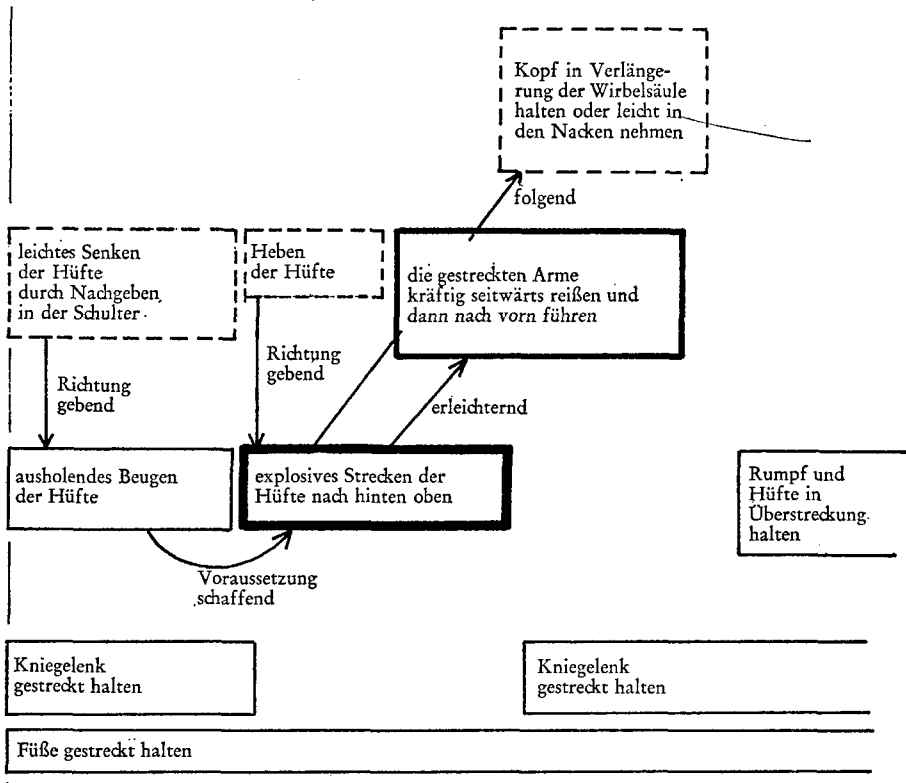 Kopf in Verlänge-
rung der Wirbelsäule
halten oder leicht in
den Nacken nehmen
folgend
leichtes Senken
der Hüfte
durch Nachgeben
in der Schulter
Heben
der Hüfte
die gestreckten Arme
kräftig seitwärts reißen und
dann nach vorn führen
Richtung
gebend
Richtung
gebend
erleichternd
ausholendes Beugen
der Hüfte
explosives Strecken der
Hüfte nach hinten oben
Rumpf und
Hüfte in
Überstreckung
halten
Voraussetzung
schaffend
Kniegelenk
gestreckt halten
Kniegelenk
gestreckt halten
Füße gestreckt halten